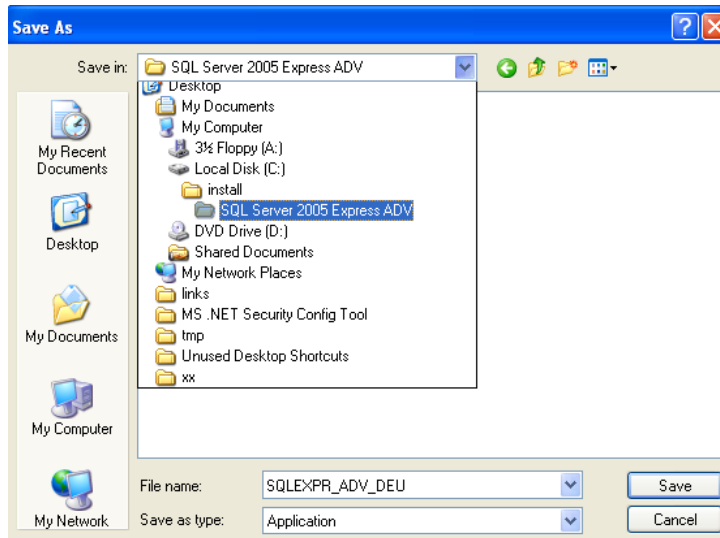 Save As
Save in:
SQL Server 2005 Express ADV
Desktop
My Documents
My Computer
3½ Floppy (A:)
Local Disk (C:)
install
SQL Server 2005 Express ADV
DVD Drive (D:)
Shared Documents
My Network Places
links
MS .NET Security Config Tool
tmp
Unused Desktop Shortcuts
xx
My Recent
Documents
Desktop
My Documents
My Computer
My Network
File name:
SQLEXPR_ADV_DEU
Save
Save as type:
Application
Cancel